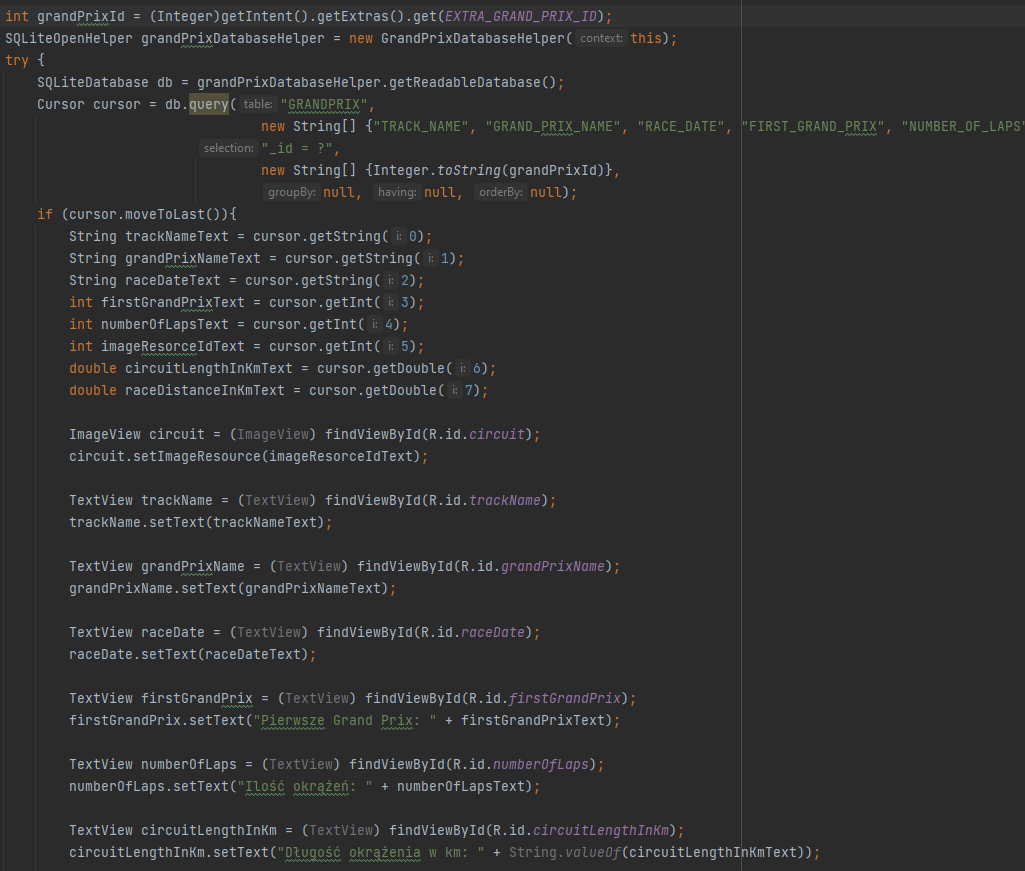 int grandPrixId = (Integer)getIntent().getExtras().get(EXTRA_GRAND_PRIX_ID);
SQLiteOpenHelper grandPrixDatabaseHelper = new GrandPrixDatabaseHelper( context: this);
try {
SQLiteDatabase db = grandPrixDatabaseHelper.getReadableDatabase();
Cursor cursor = db.query( table: "GRANDPRIX",
new String[] {"TRACK_NAME", "GRAND_PRIX_NAME", "RACE_DATE", "FIRST_GRAND_PRIX", "NUMBER_OF_LAPS"
selection: "_id = ?",
new String[] {Integer.toString(grandPrixId)},
groupBy: null, having: null, orderBy: null);
if (cursor.moveToLast()){
String trackNameText = cursor.getString( i: 0);
String grandPrixNameText = cursor.getString( i: 1);
String raceDateText = cursor.getString( i: 2);
int firstGrandPrixText = cursor.getInt( i: 3);
int numberOfLapsText = cursor.getInt( i: 4);
int imageResorceIdText = cursor.getInt( i: 5);
double circuitLengthInKmText = cursor.getDouble( i: 6);
double raceDistanceInKmText = cursor.getDouble( i: 7);
ImageView circuit = (ImageView) findViewById(R.id.circuit);
circuit.setImageResource(imageResorceIdText);
TextView trackName = (TextView) findViewById(R.id.trackName);
trackName.setText(trackNameText);
TextView grandPrixName = (TextView) findViewById(R.id.grandPrixName);
grandPrixName.setText(grandPrixNameText);
TextView raceDate = (TextView) findViewById(R.id.raceDate);
raceDate.setText(raceDateText);
TextView firstGrandPrix = (TextView) findViewById(R.id.firstGrandPrix);
firstGrandPrix.setText("Pierwsze Grand Prix: " + firstGrandPrixText);
TextView numberOfLaps = (TextView) findViewById(R.id.numberOfLaps);
numberOfLaps.setText("Ilość okrążeń: " + numberOfLapsText);
TextView circuitLengthInKm = (TextView) findViewById(R.id.circuitLengthInKm);
circuitLengthInKm.setText("Długość okrążenia w km: " + String.valueOf(circuitLengthInKmText));